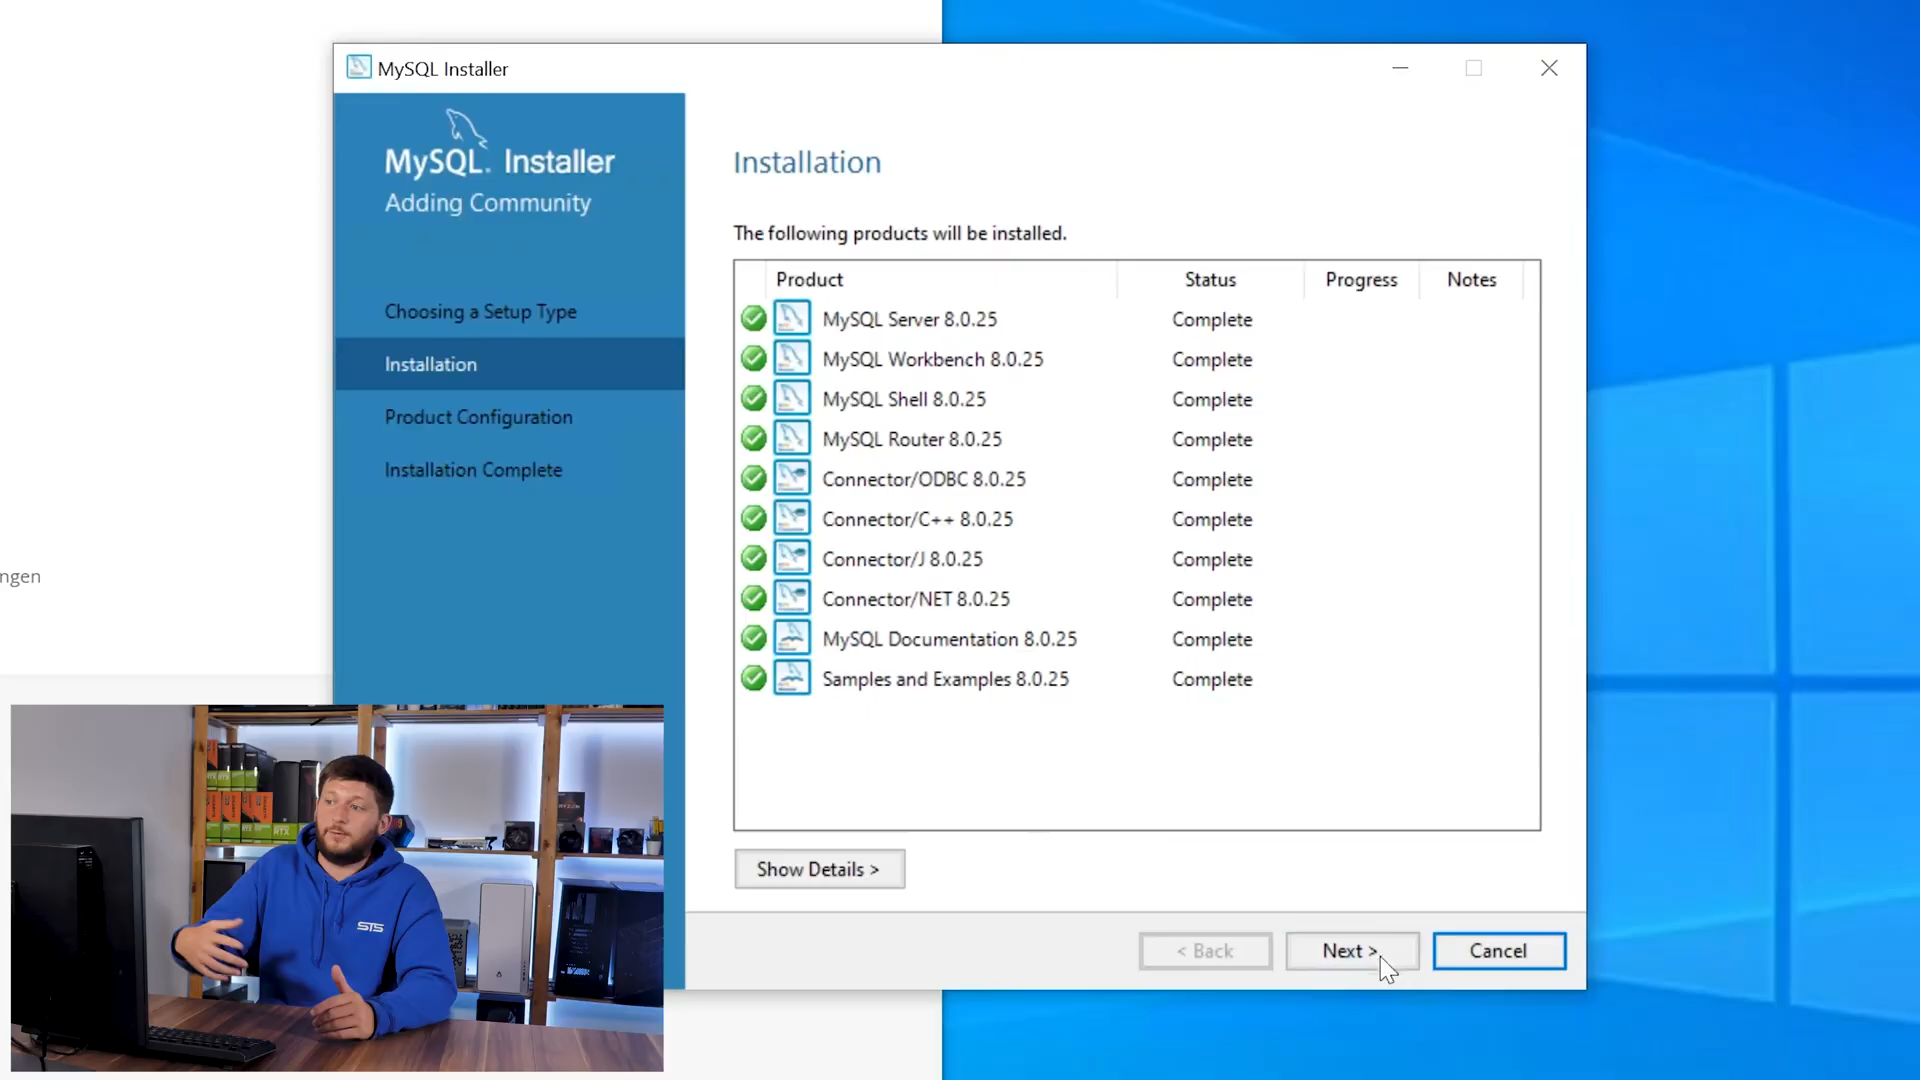 MySQL Installer
MySQL. Installer
Adding Community
Choosing a Setup Type
Installation
Product Configuration
Installation Complete
Installation
The following products will be installed.
Product Status Progress Notes
MySQL Server 8.0.25 Complete
MySQL Workbench 8.0.25 Complete
MySQL Shell 8.0.25 Complete
MySQL Router 8.0.25 Complete
Connector/ODBC 8.0.25 Complete
Connector/C++ 8.0.25 Complete
Connector/J 8.0.25 Complete
Connector/NET 8.0.25 Complete
MySQL Documentation 8.0.25 Complete
Samples and Examples 8.0.25 Complete
Show Details >
< Back Next > Cancel
ngen
RTX
RYZEN
STS